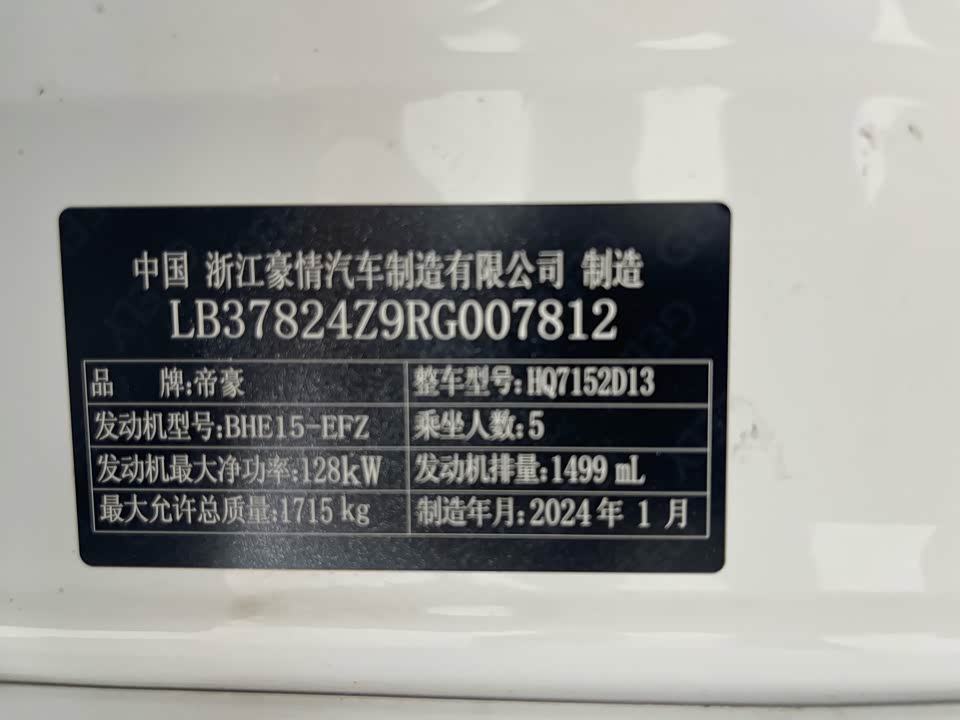 中国 浙江豪情汽车制造有限公司 制造
LB37824Z9RG007812
品 牌:帝豪 整车型号:HQ7152D13
发动机型号:BHE15-EFZ 乘坐人数:5
发动机最大净功率:128kW 发动机排量:1499 mL
最大允许总质量:1715 kg 制造年月:2024 年 1 月